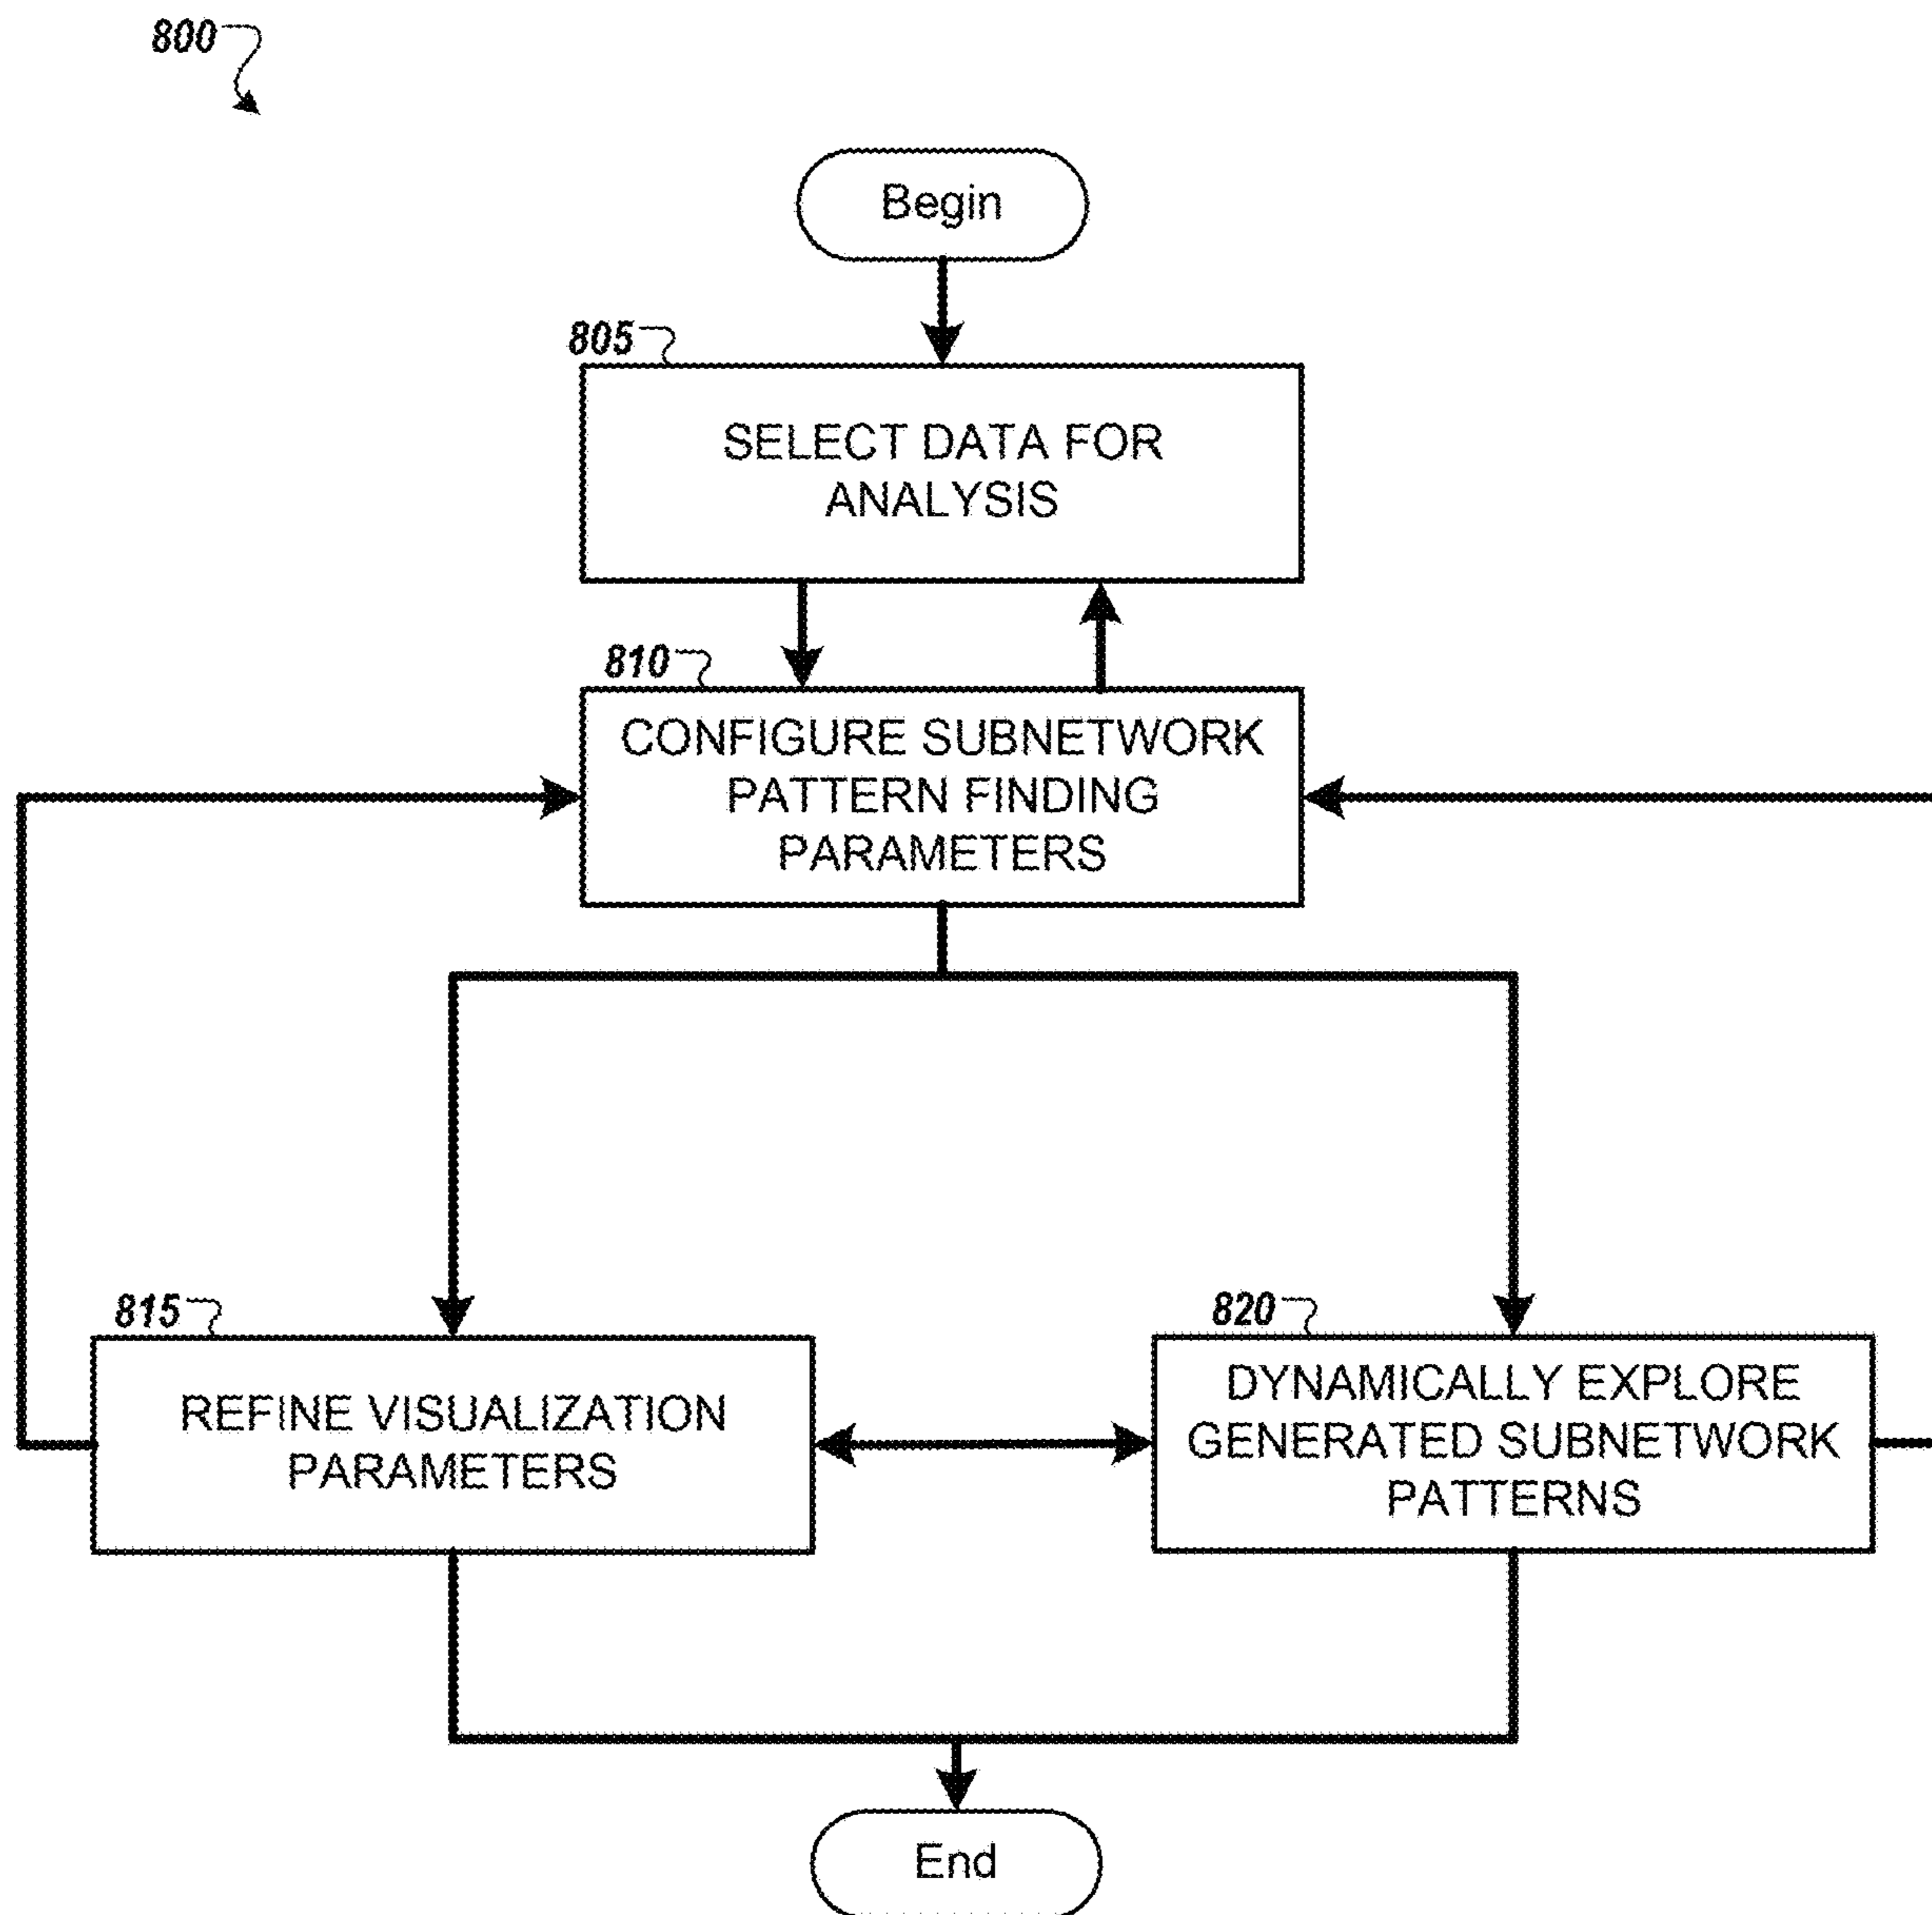 800
Begin
805
SELECT DATA FOR
ANALYSIS
810
CONFIGURE SUBNETWORK
PATTERN FINDING
PARAMETERS
815
REFINE VISUALIZATION
PARAMETERS
820
DYNAMICALLY EXPLORE
GENERATED SUBNETWORK
PATTERNS
End